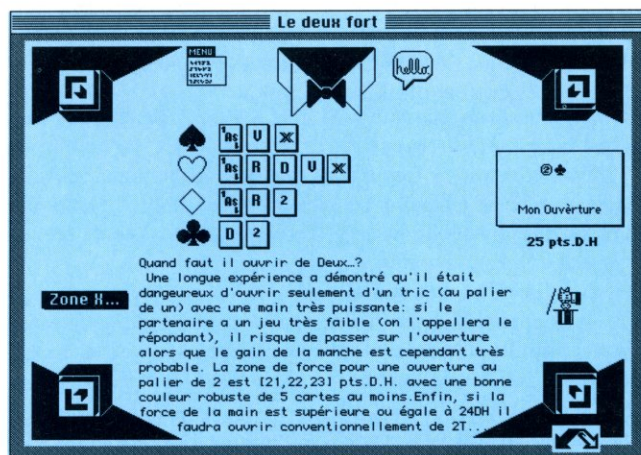 Le deux fort
MENU
hello
As V X
As R D V X
As R 2
D 2
② ♣
Mon Ouvèrture
25 pts.D.H
Zone X...
Quand faut il ouvrir de Deux...?
Une longue expérience a démontré qu'il était
dangeureux d'ouvrir seulement d'un tric (au palier
de un) avec une main très puissante: si le
partenaire a un jeu très faible (on l'appellera le
répondant), il risque de passer sur l'ouverture
alors que le gain de la manche est cependant très
probable. La zone de force pour une ouverture au
palier de 2 est [21,22,23] pts.D.H. avec une bonne
couleur robuste de 5 cartes au moins.Enfin, si la
force de la main est supérieure ou égale à 24DH il
faudra ouvrir conventionnellement de 2T...